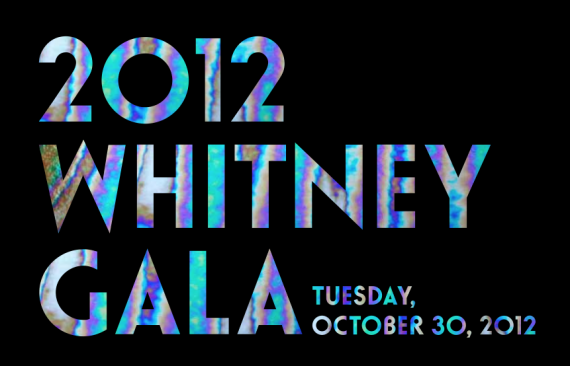 2012
WHITNEY
GALA
TUESDAY,
OCTOBER 30, 2012